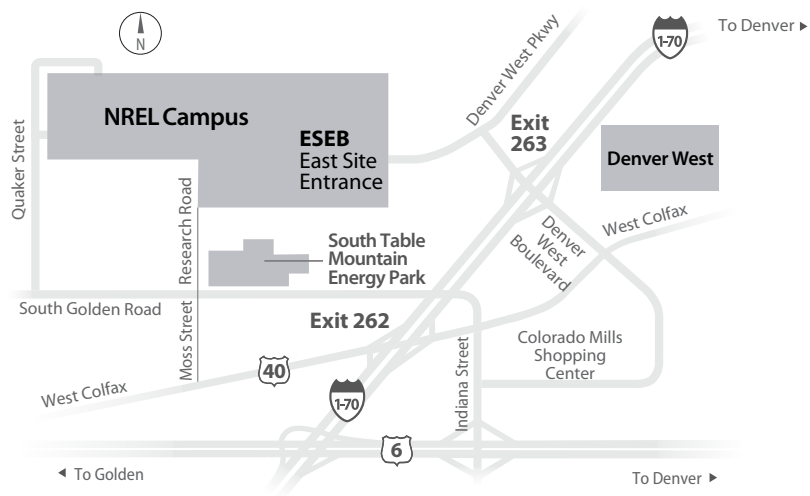 N
To Denver
1-70
Denver West Pkwy
Exit
263
NREL Campus
ESEB
East Site
Entrance
Denver West
Quaker Street
Research Road
West Colfax
Denver
West
Boulevard
South Table
Mountain
Energy Park
South Golden Road
Exit 262
Moss Street
Indiana Street
Colorado Mills
Shopping
Center
40
West Colfax
1-70
6
To Golden
To Denver